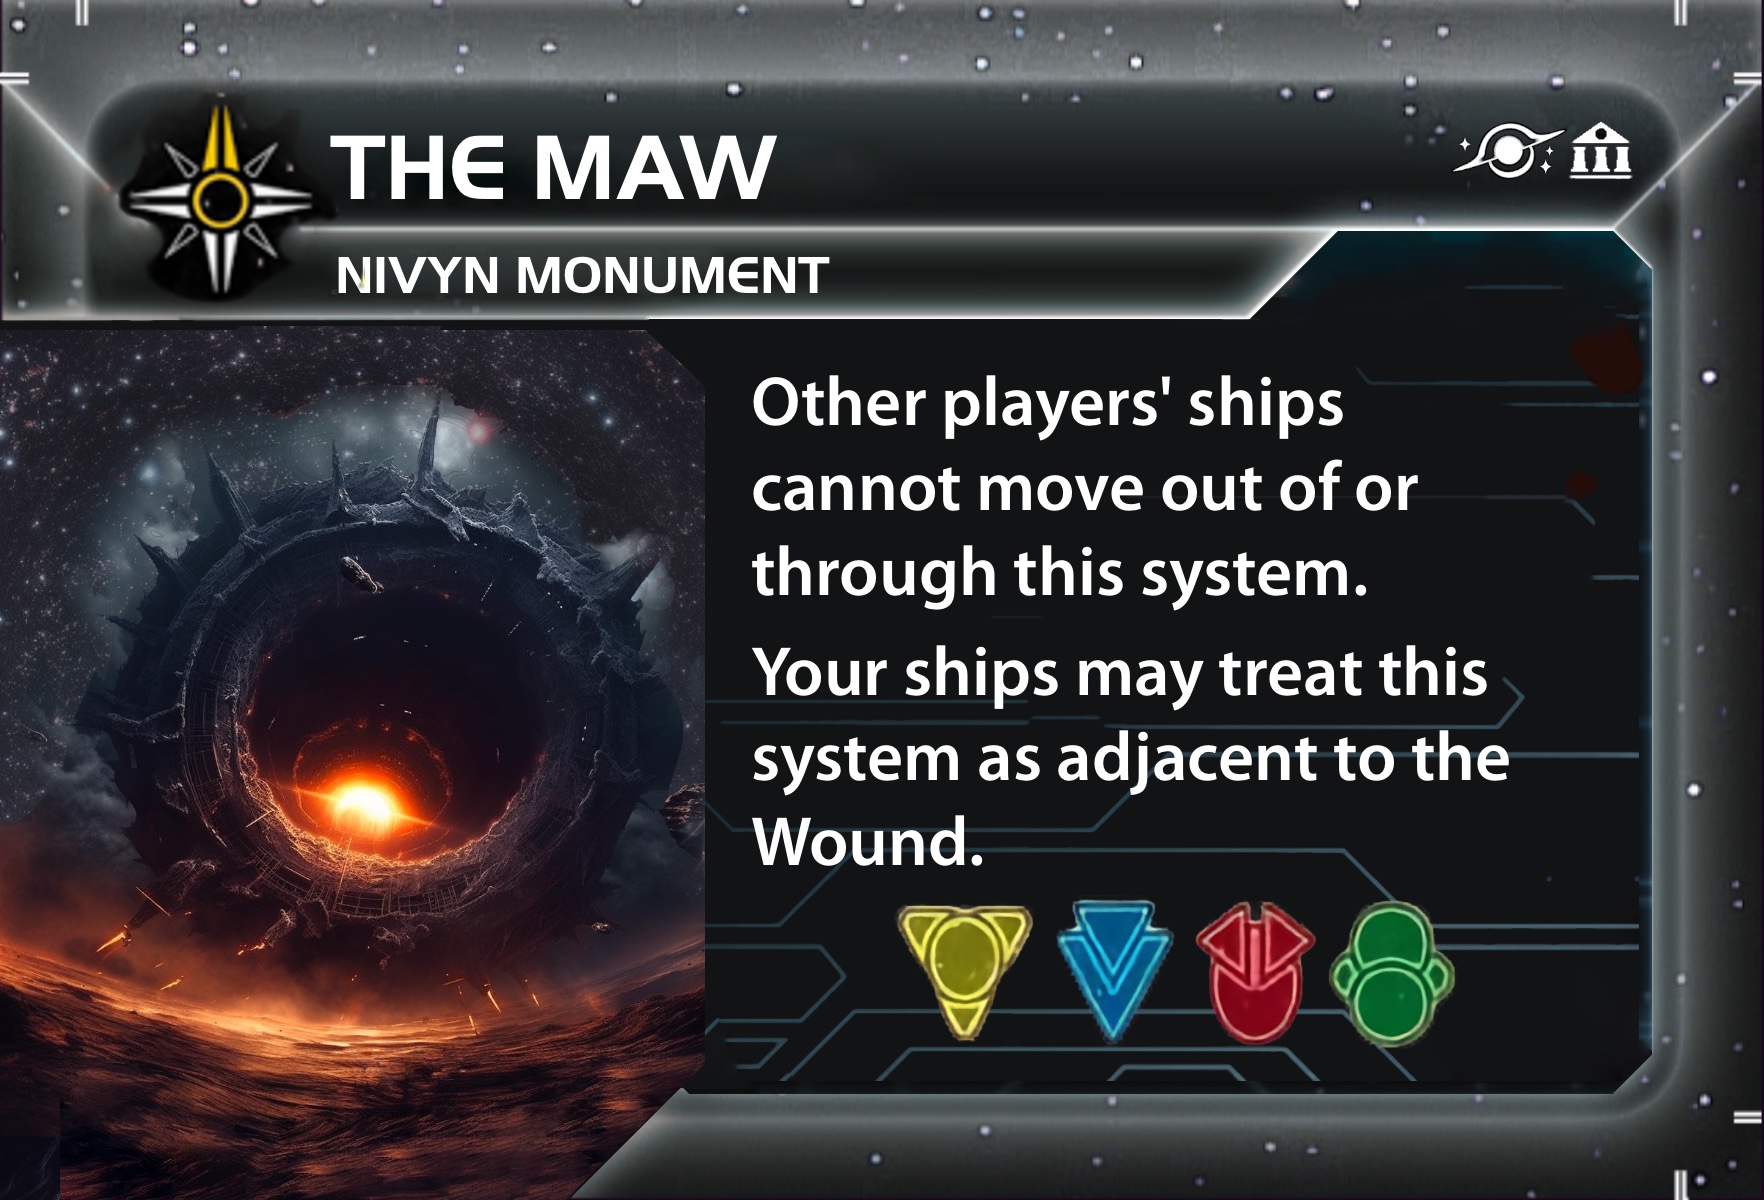 THE MAW
NIVYN MONUMENT
Other players' ships
cannot move out of or
through this system.
Your ships may treat this
system as adjacent to the
Wound.